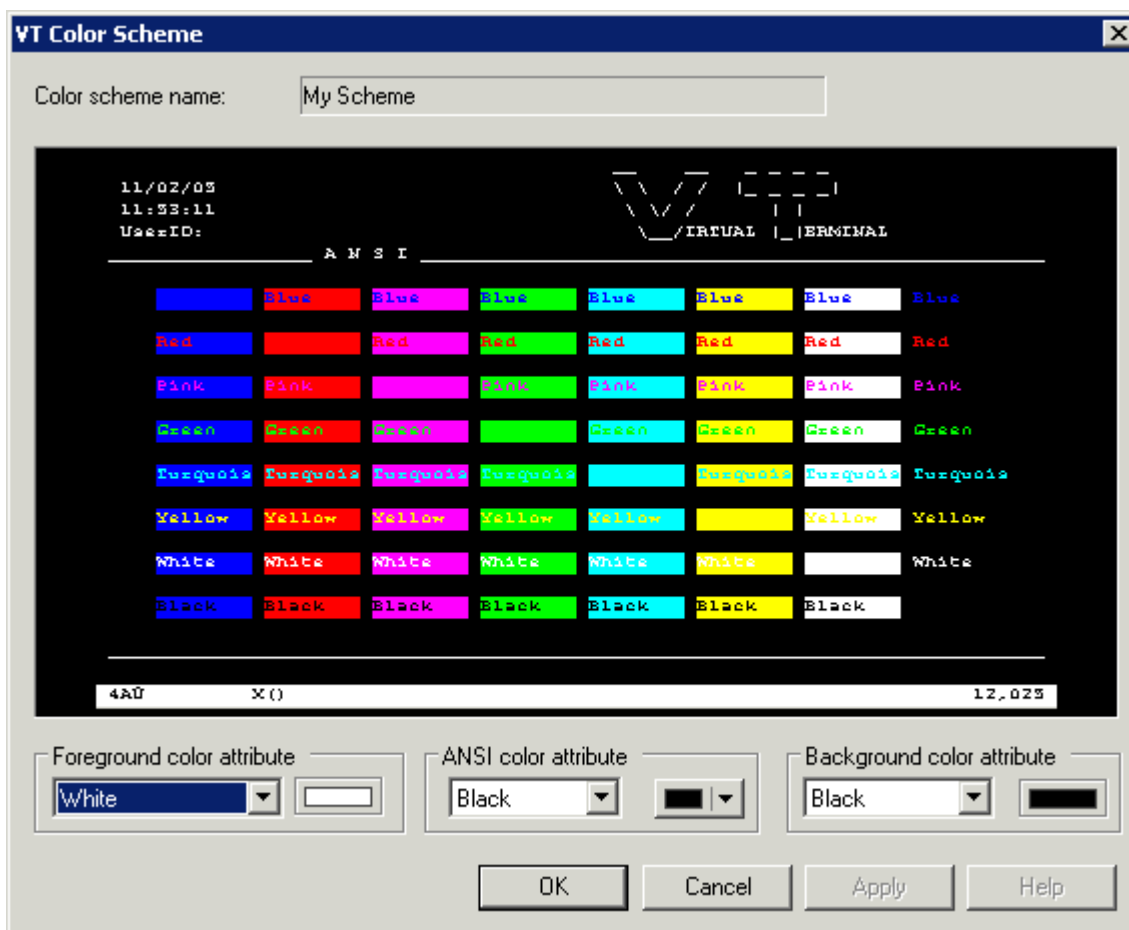 VT Color Scheme
Color scheme name: My Scheme
11/02/03
11:33:11
UserID: IRTUAL ERMINAL
A N S I
Blue Blue Blue Blue Blue Blue Blue
Red Red Red Red Red Red Red
Pink Pink Pink Pink Pink Pink Pink
Green Green Green Green Green Green Green
Turquois Turquois Turquois Turquois Turquois Turquois Turquois
Yellow Yellow Yellow Yellow Yellow Yellow Yellow
White White White White White White White
Black Black Black Black Black Black Black
4AÛ X() 12,023
Foreground color attribute ANSI color attribute Background color attribute
White Black Black
OK Cancel Apply Help